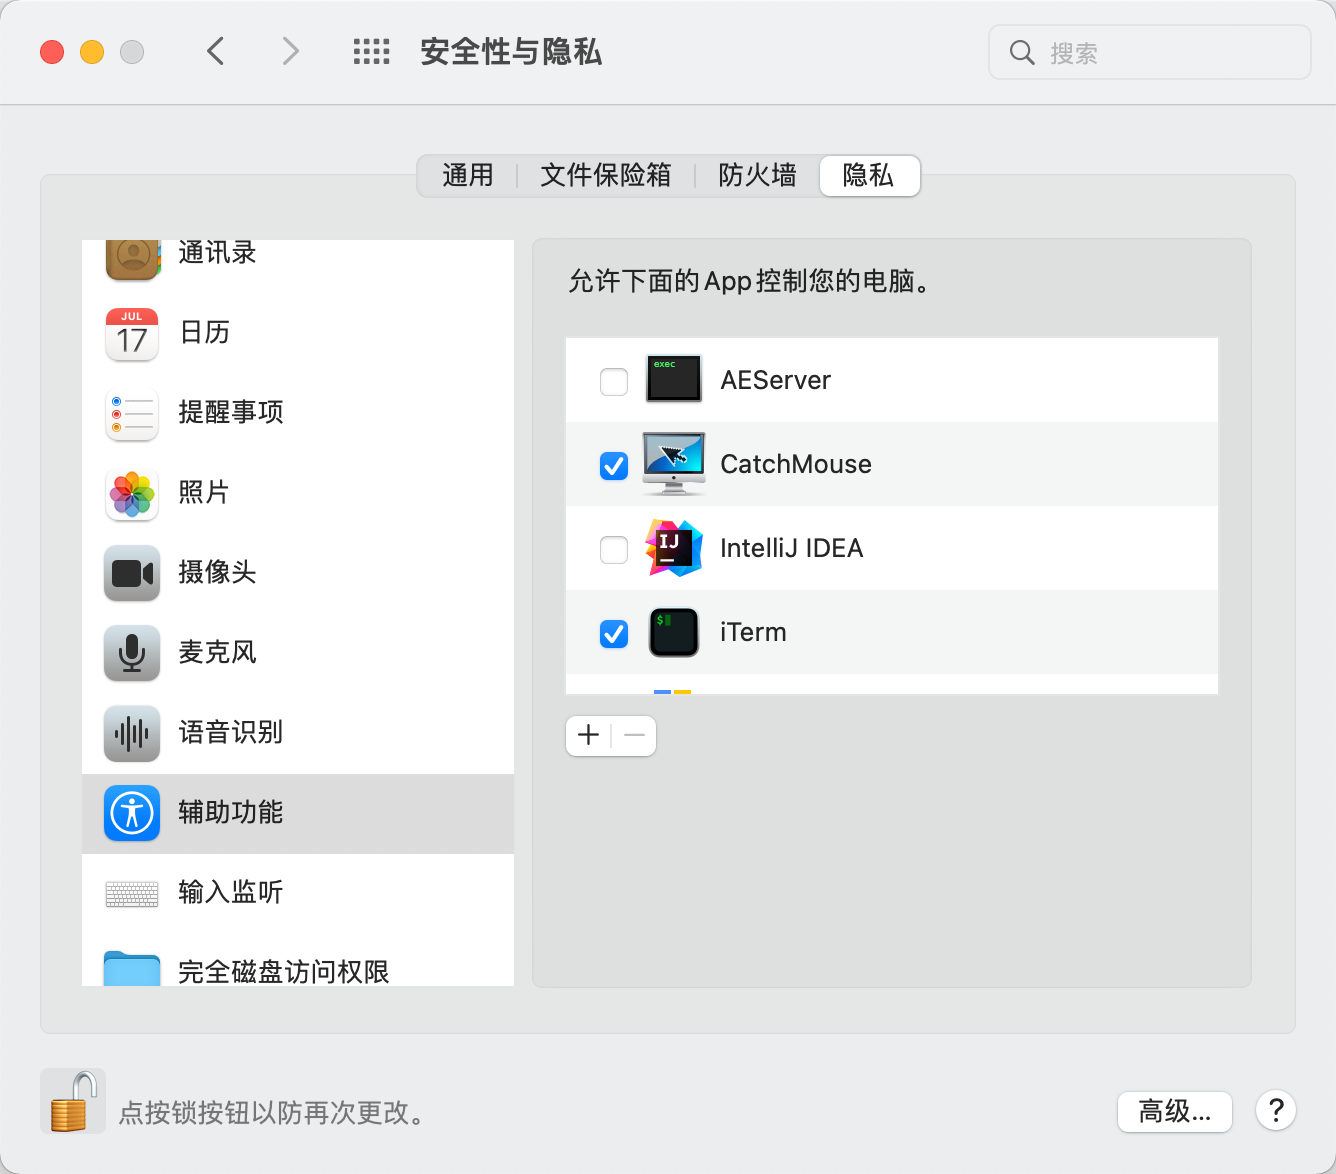 安全性与隐私
搜索
通用 文件保险箱 防火墙 隐私
通讯录
JUL
17
日历
提醒事项
照片
摄像头
麦克风
语音识别
辅助功能
输入监听
完全磁盘访问权限
允许下面的App控制您的电脑。
exec
AEServer
CatchMouse
IJ
IntelliJ IDEA
$
iTerm
点按锁按钮以防再次更改。
高级...
?